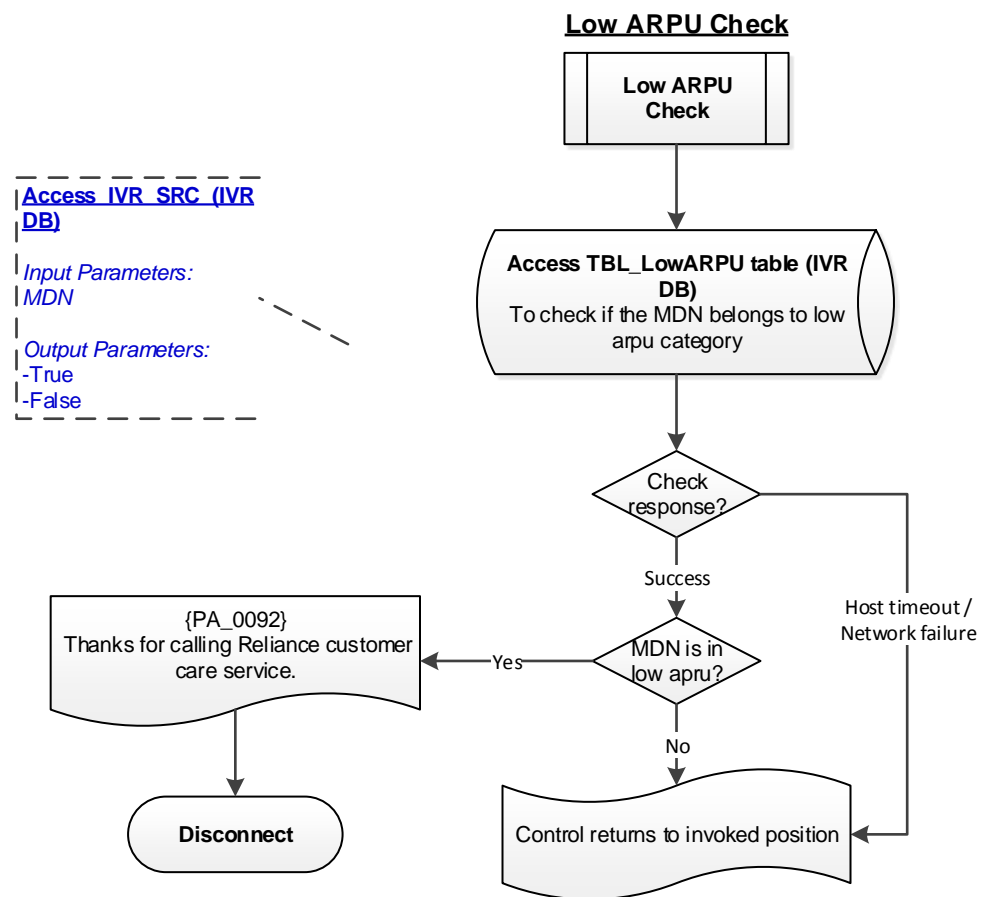 Low ARPU Check
Low ARPU
Check
Access IVR_SRC (IVR
DB)
Input Parameters:
MDN
Output Parameters:
-True
-False
Access TBL_LowARPU table (IVR
DB)
To check if the MDN belongs to low
arpu category
Check
response?
Success
Host timeout /
Network failure
MDN is in
low apru?
Yes
{PA_0092}
Thanks for calling Reliance customer
care service.
No
Disconnect
Control returns to invoked position